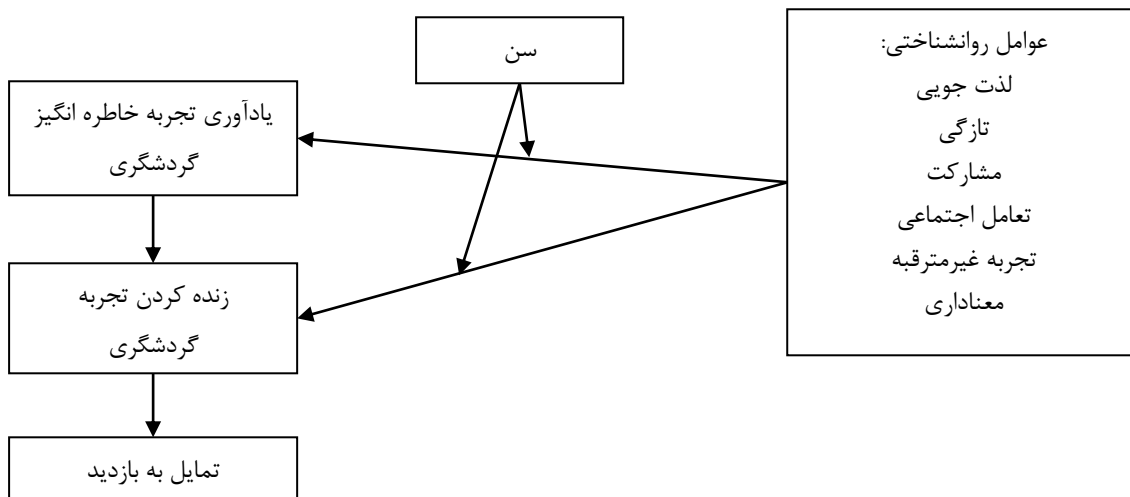 عوامل روانشناختی:
لذت جویی
تازگی
مشارکت
تعامل اجتماعی
تجربه غیرمترقبه
معناداری
سن
یادآوری تجربه خاطره انگیز
گردشگری
زنده کردن تجربه
گردشگری
تمایل به بازدید